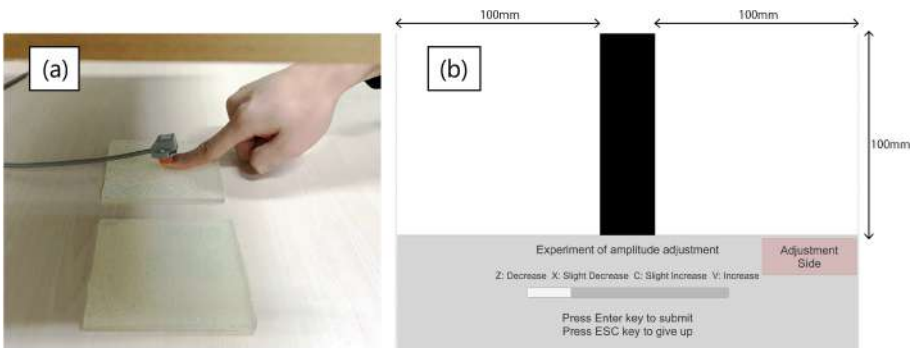 100mm
100mm
(a)
(b)
100mm
Experiment of amplitude adjustment
Adjustment
Side
Z: Decrease X: Slight Decrease C: Slight Increase V: Increase
Press Enter key to submit
Press ESC key to give up